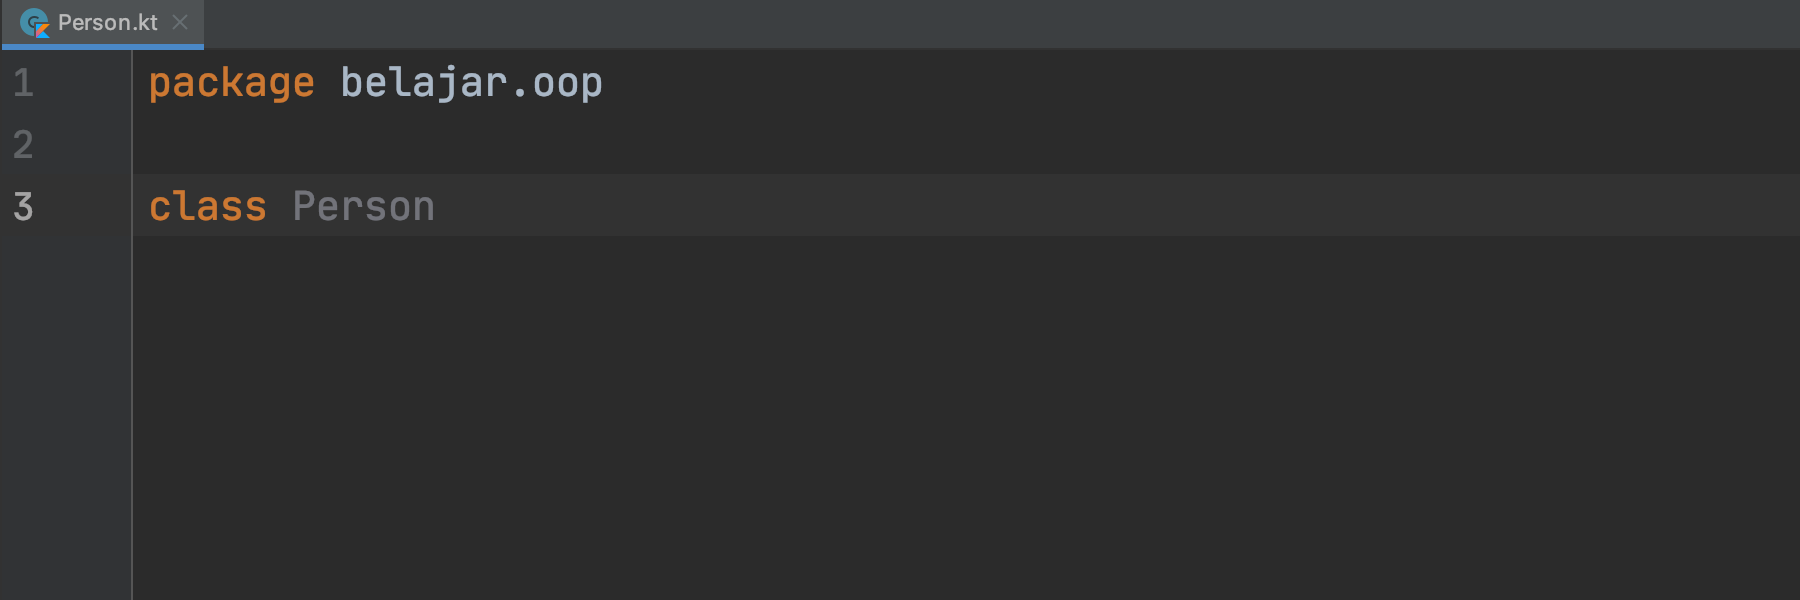 Person.kt
1 package belajar.oop
2
3 class Person